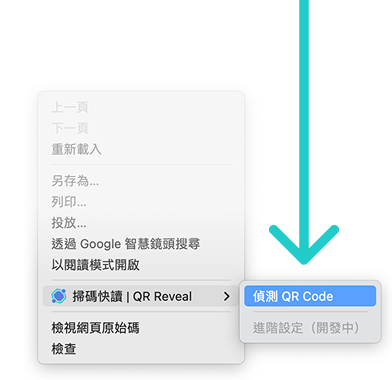 上一頁
下一頁
重新載入
另存為...
列印...
投放...
透過 Google 智慧鏡頭搜尋
以閱讀模式開啟
掃碼快讀 | QR Reveal
偵測 QR Code
進階設定（開發中）
檢視網頁原始碼
檢查